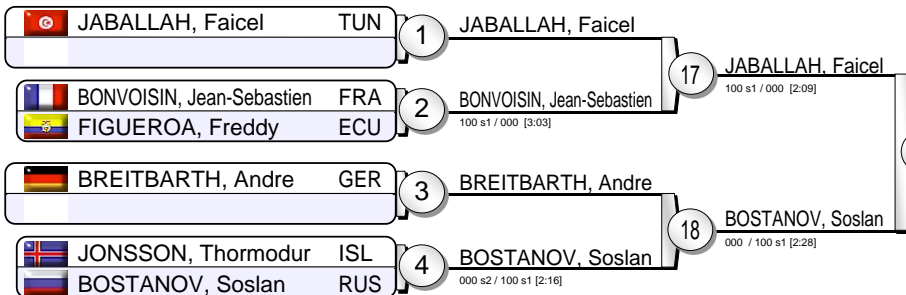 JABALLAH, Faicel TUN
1
JABALLAH, Faicel
BONVOISIN, Jean-Sebastien FRA
FIGUEROA, Freddy ECU
2
BONVOISIN, Jean-Sebastien
100 s1 / 000 [3:03]
17
JABALLAH, Faicel
100 s1 / 000 [2:09]
BREITBARTH, Andre GER
3
BREITBARTH, Andre
JONSSON, Thormodur ISL
BOSTANOV, Soslan RUS
4
BOSTANOV, Soslan
000 s2 / 100 s1 [2:16]
18
BOSTANOV, Soslan
000 / 100 s1 [2:28]